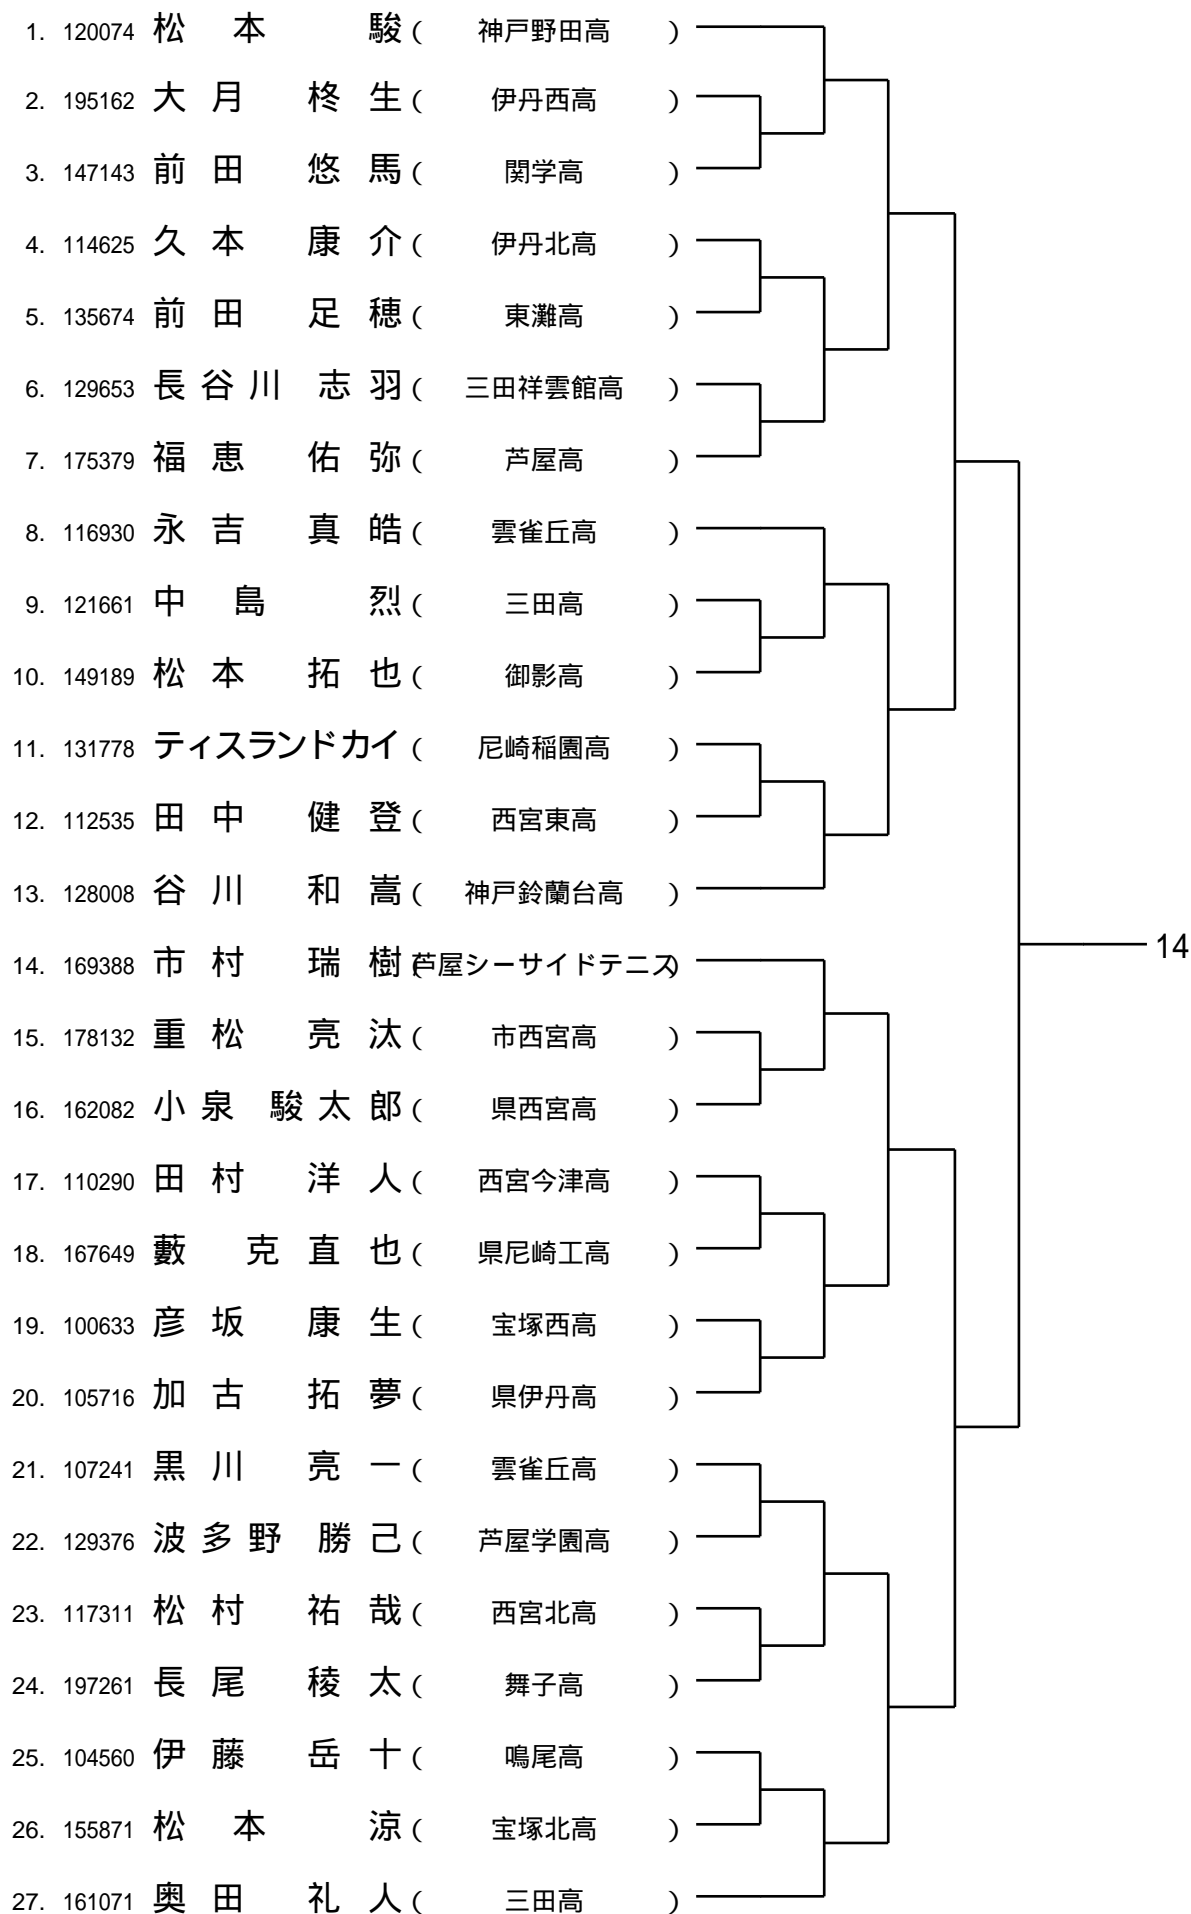 1. 120074 松本 駿 ( 神戸野田高 )
2. 195162 大月 柊生 ( 伊丹西高 )
3. 147143 前田 悠馬 ( 関学高 )
4. 114625 久本 康介 ( 伊丹北高 )
5. 135674 前田 足穂 ( 東灘高 )
6. 129653 長谷川 志羽 ( 三田祥雲館高 )
7. 175379 福恵 佑弥 ( 芦屋高 )
8. 116930 永吉 真皓 ( 雲雀丘高 )
9. 121661 中島 烈 ( 三田高 )
10. 149189 松本 拓也 ( 御影高 )
11. 131778 ティスランドカイ ( 尼崎稲園高 )
12. 112535 田中 健登 ( 西宮東高 )
13. 128008 谷川 和嵩 ( 神戸鈴蘭台高 )
14
14. 169388 市村 瑞樹 ( 芦屋シーサイドテニス )
15. 178132 重松 亮汰 ( 市西宮高 )
16. 162082 小泉 駿太郎 ( 県西宮高 )
17. 110290 田村 洋人 ( 西宮今津高 )
18. 167649 藪 克直也 ( 県尼崎工高 )
19. 100633 彦坂 康生 ( 宝塚西高 )
20. 105716 加古 拓夢 ( 県伊丹高 )
21. 107241 黒川 亮一 ( 雲雀丘高 )
22. 129376 波多野 勝己 ( 芦屋学園高 )
23. 117311 松村 祐哉 ( 西宮北高 )
24. 197261 長尾 稜太 ( 舞子高 )
25. 104560 伊藤 岳十 ( 鳴尾高 )
26. 155871 松本 涼 ( 宝塚北高 )
27. 161071 奥田 礼人 ( 三田高 )